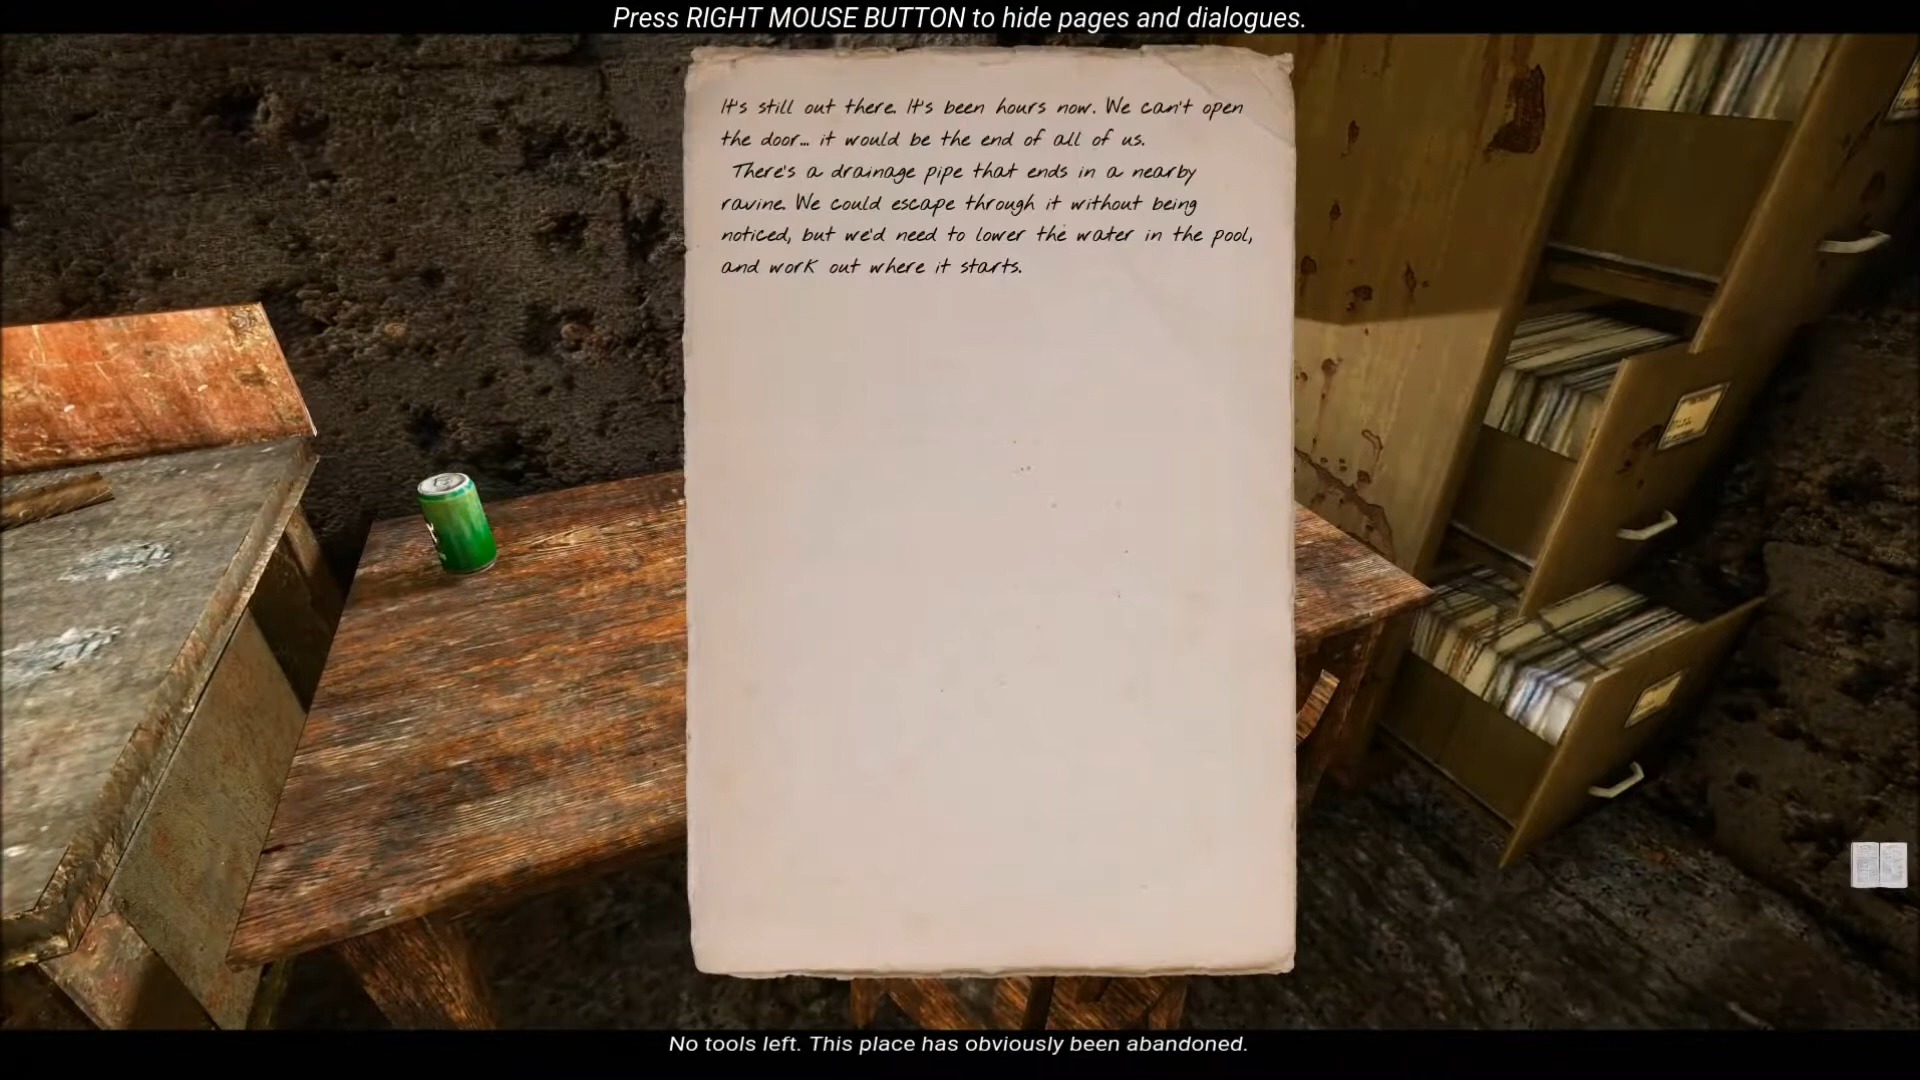 Press RIGHT MOUSE BUTTON to hide pages and dialogues.
It's still out there. It's been hours now. We can't open
the door... it would be the end of all of us.
There's a drainage pipe that ends in a nearby
ravine. We could escape through it without being
noticed, but we'd need to lower the water in the pool,
and work out where it starts.
No tools left. This place has obviously been abandoned.